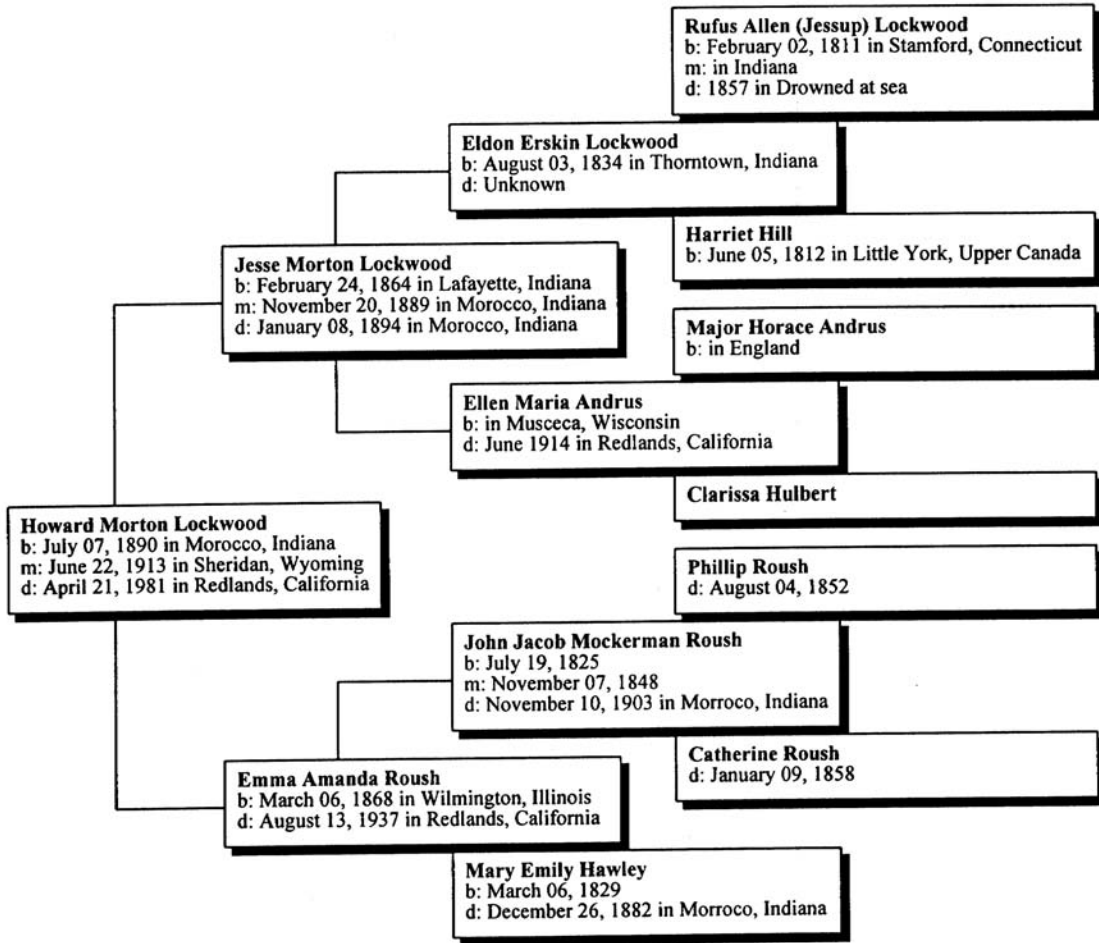 Rufus Allen (Jessup) Lockwood
b: February 02, 1811 in Stamford, Connecticut
m: in Indiana
d: 1857 in Drowned at sea
Eldon Erskin Lockwood
b: August 03, 1834 in Thorntown, Indiana
d: Unknown
Harriet Hill
b: June 05, 1812 in Little York, Upper Canada
Jesse Morton Lockwood
b: February 24, 1864 in Lafayette, Indiana
m: November 20, 1889 in Morocco, Indiana
d: January 08, 1894 in Morocco, Indiana
Major Horace Andrus
b: in England
Ellen Maria Andrus
b: in Musceca, Wisconsin
d: June 1914 in Redlands, California
Clarissa Hulbert
Howard Morton Lockwood
b: July 07, 1890 in Morocco, Indiana
m: June 22, 1913 in Sheridan, Wyoming
d: April 21, 1981 in Redlands, California
Phillip Roush
d: August 04, 1852
John Jacob Mockerman Roush
b: July 19, 1825
m: November 07, 1848
d: November 10, 1903 in Morroco, Indiana
Catherine Roush
d: January 09, 1858
Emma Amanda Roush
b: March 06, 1868 in Wilmington, Illinois
d: August 13, 1937 in Redlands, California
Mary Emily Hawley
b: March 06, 1829
d: December 26, 1882 in Morroco, Indiana